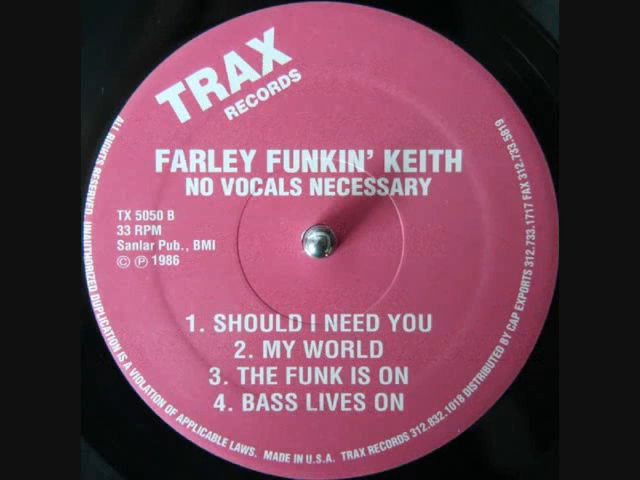 TRAX
RECORDS
FARLEY FUNKIN' KEITH
NO VOCALS NECESSARY
TX 5050 B
33 RPM
Sanlar Pub., BMI
© ℗ 1986
1. SHOULD I NEED YOU
2. MY WORLD
3. THE FUNK IS ON
4. BASS LIVES ON
ALL RIGHTS RESERVED. UNAUTHORIZED DUPLICATION IS A VIOLATION OF APPLICABLE LAWS. MADE IN U.S.A. TRAX RECORDS 312.832.1018 DISTRIBUTED BY CAP EXPORTS 312.733.1717 FAX 312.733.5819